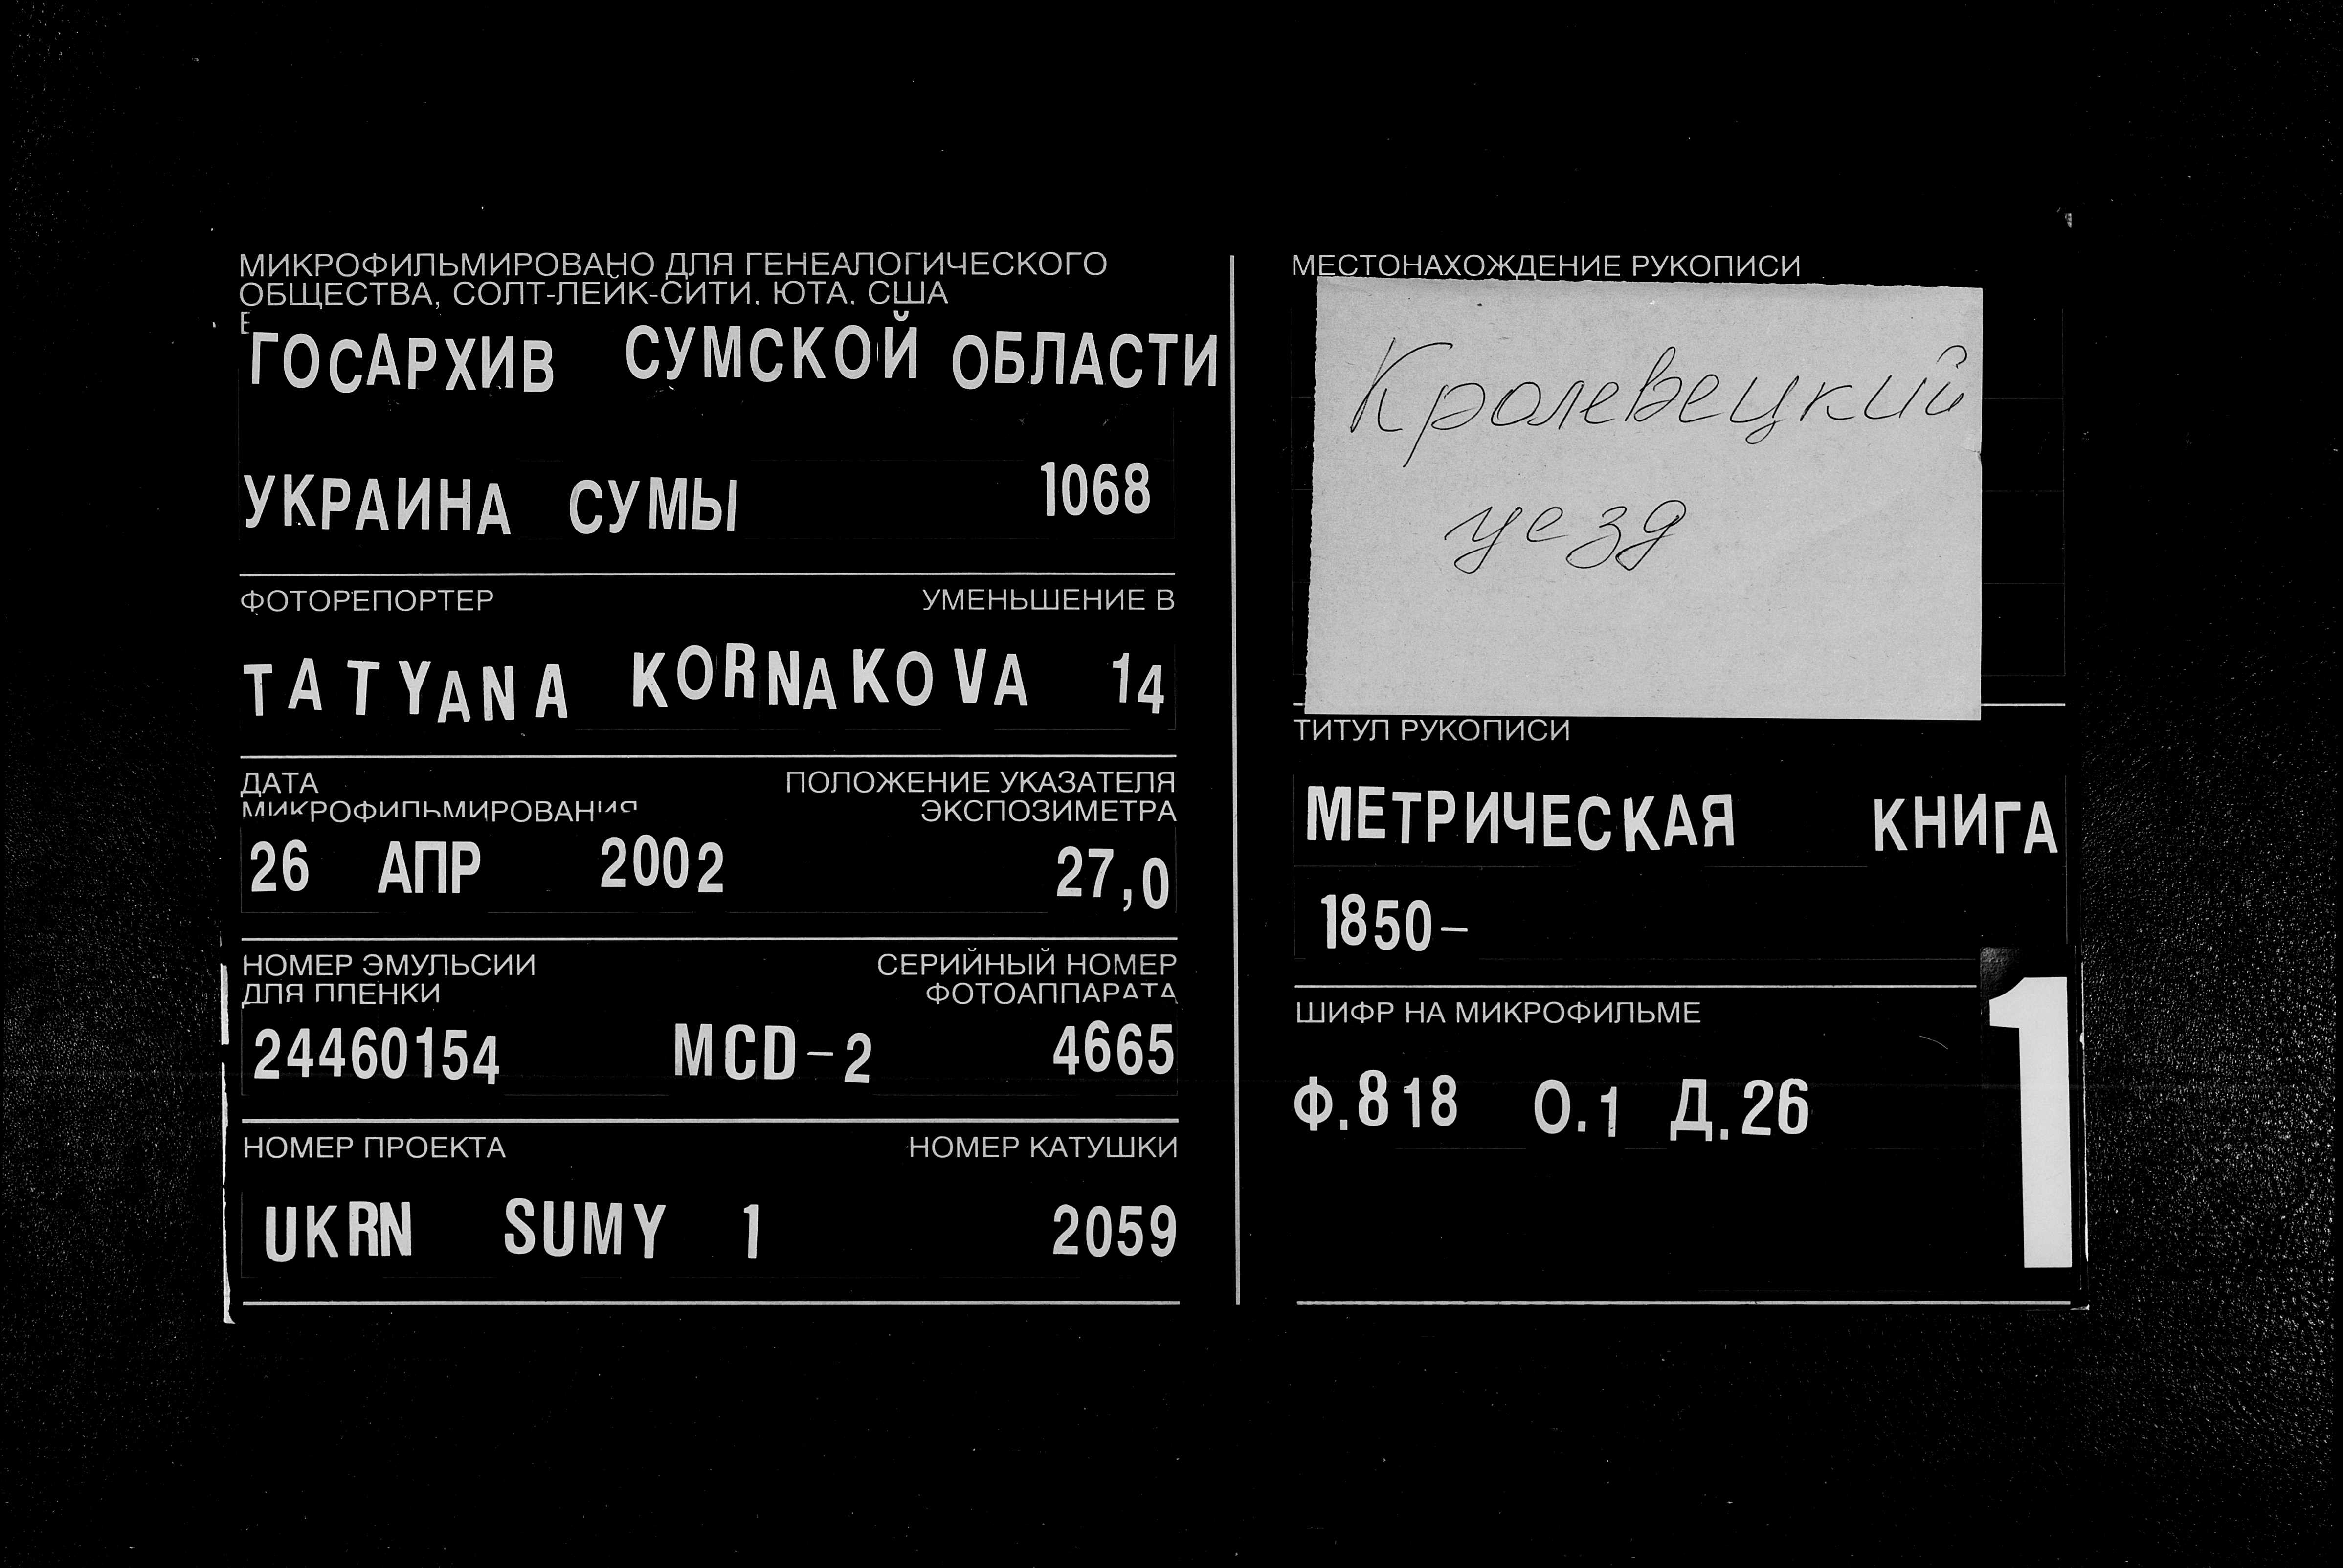 МИКРОФИЛЬМИРОВАНО ДЛЯ ГЕНЕАЛОГИЧЕСКОГО
ОБЩЕСТВА, СОЛТ-ЛЕЙК-СИТИ, ЮТА, США
ГОСАРХИВ СУМСКОЙ ОБЛАСТИ
УКРАИНА СУМЫ 1068
ФОТОРЕПОРТЕР УМЕНЬШЕНИЕ В
TATYANA KORNAKOVA 14
ДАТА ПОЛОЖЕНИЕ УКАЗАТЕЛЯ
МИКРОФИЛЬМИРОВАНИЯ ЭКСПОЗИМЕТРА
26 АПР 2002 27,0
НОМЕР ЭМУЛЬСИИ СЕРИЙНЫЙ НОМЕР
ДЛЯ ПЛЕНКИ ФОТОАППАРАТА
24460154 MCD-2 4665
НОМЕР ПРОЕКТА НОМЕР КАТУШКИ
UKRN SUMY 1 2059
МЕСТОНАХОЖДЕНИЕ РУКОПИСИ
Кролевецкий
уезд
ТИТУЛ РУКОПИСИ
МЕТРИЧЕСКАЯ КНИГА
1850-
ШИФР НА МИКРОФИЛЬМЕ
Ф.818 О.1 Д.26
1